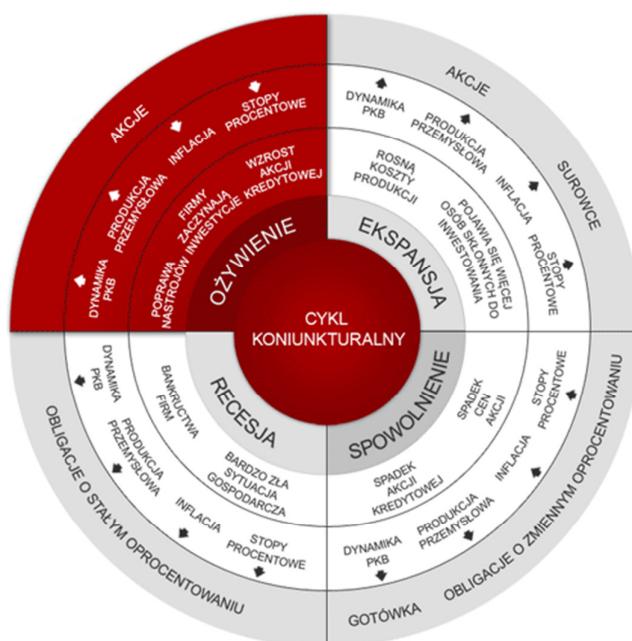 CYKL
KONIUNKTURALNY
OŻYWIENIE
POPRAWA
NASTROJÓW
FIRMY
ZACZYNAJĄ
INWESTYCJE
WZROST
AKCJI
KREDYTOWEJ
DYNAMIKA
PKB
PRODUKCJA
PRZEMYSŁOWA
INFLACJA
STOPY
PROCENTOWE
AKCJE
EKSPANSJA
ROSNĄ
KOSZTY
PRODUKCJI
POJAWIA SIĘ WIĘCEJ
OSÓB SKŁONNYCH DO
INWESTOWANIA
DYNAMIKA
PKB
PRODUKCJA
PRZEMYSŁOWA
INFLACJA
STOPY
PROCENTOWE
AKCJE
SUROWCE
SPOWOLNIENIE
SPADEK
CEN
AKCJI
SPADEK
AKCJI
KREDYTOWEJ
STOPY
PROCENTOWE
INFLACJA
PRODUKCJA
PRZEMYSŁOWA
DYNAMIKA
PKB
OBLIGACJE O ZMIENNYM OPROCENTOWANIU
GOTÓWKA
RECESJA
BANKRUCTWA
FIRM
BARDZO ZŁA
SYTUACJA
GOSPODARCZA
DYNAMIKA
PKB
PRODUKCJA
PRZEMYSŁOWA
INFLACJA
STOPY
PROCENTOWE
OBLIGACJE O STAŁYM OPROCENTOWANIU